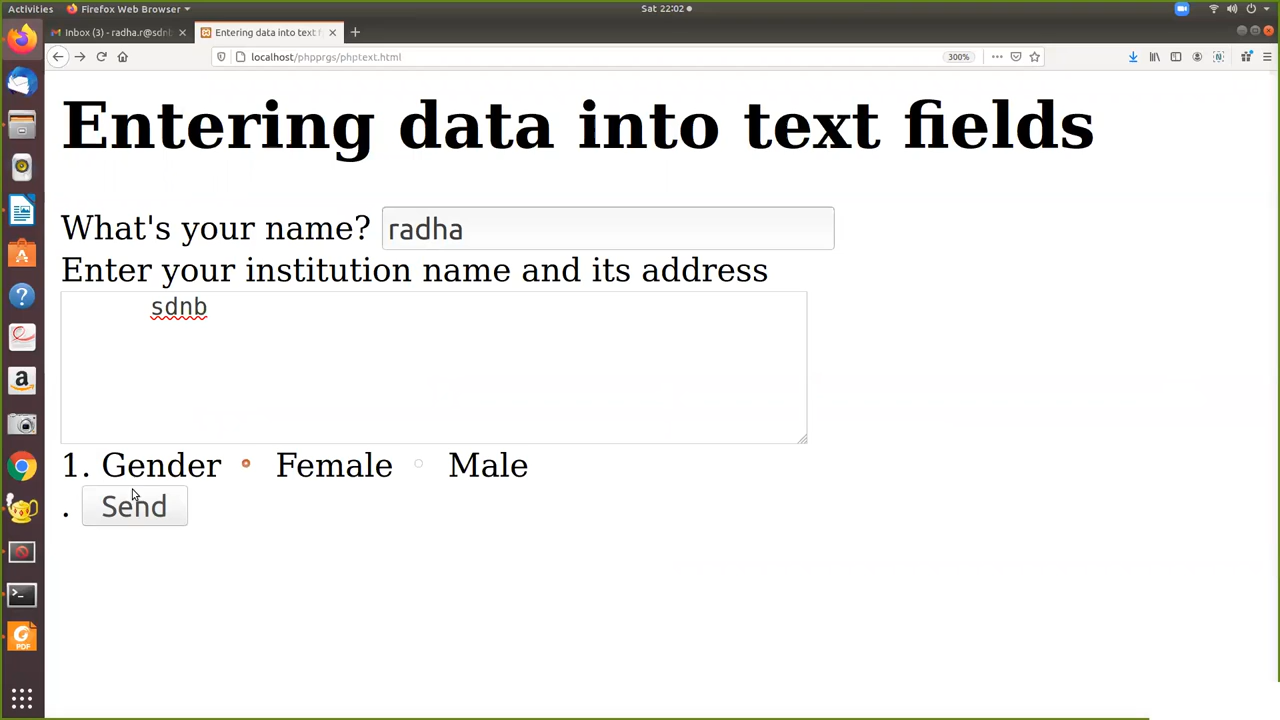 Activities Firefox Web Browser Sat 22:02
Inbox (3) - radha.r@sdnb Entering data into text f
localhost/phpprgs/phptext.html 300%
Entering data into text fields
What's your name? radha
Enter your institution name and its address
sdnb
1. Gender Female Male
. Send